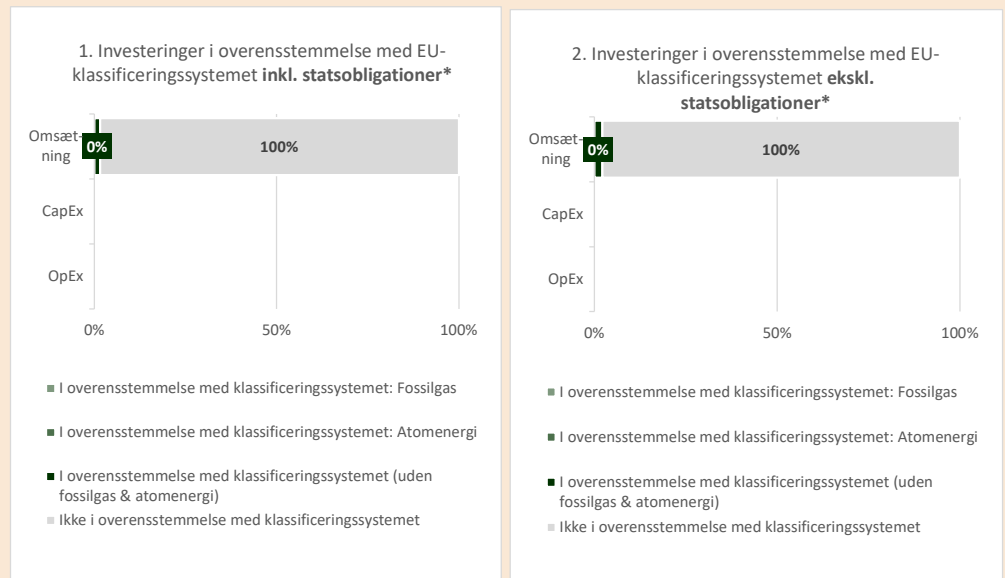 1. Investeringer i overensstemmelse med EU-
klassificeringssystemet inkl. statsobligationer*
Omsæt-
ning
0%
100%
CapEx
OpEx
0%
50%
100%
I overensstemmelse med klassificeringssystemet: Fossilgas
I overensstemmelse med klassificeringssystemet: Atomenergi
I overensstemmelse med klassificeringssystemet (uden
fossilgas & atomenergi)
Ikke i overensstemmelse med klassificeringssystemet
2. Investeringer i overensstemmelse med EU-
klassificeringssystemet ekskl.
statsobligationer*
Omsæt-
ning
0%
100%
CapEx
OpEx
0%
50%
100%
I overensstemmelse med klassificeringssystemet: Fossilgas
I overensstemmelse med klassificeringssystemet: Atomenergi
I overensstemmelse med klassificeringssystemet (uden
fossilgas & atomenergi)
Ikke i overensstemmelse med klassificeringssystemet